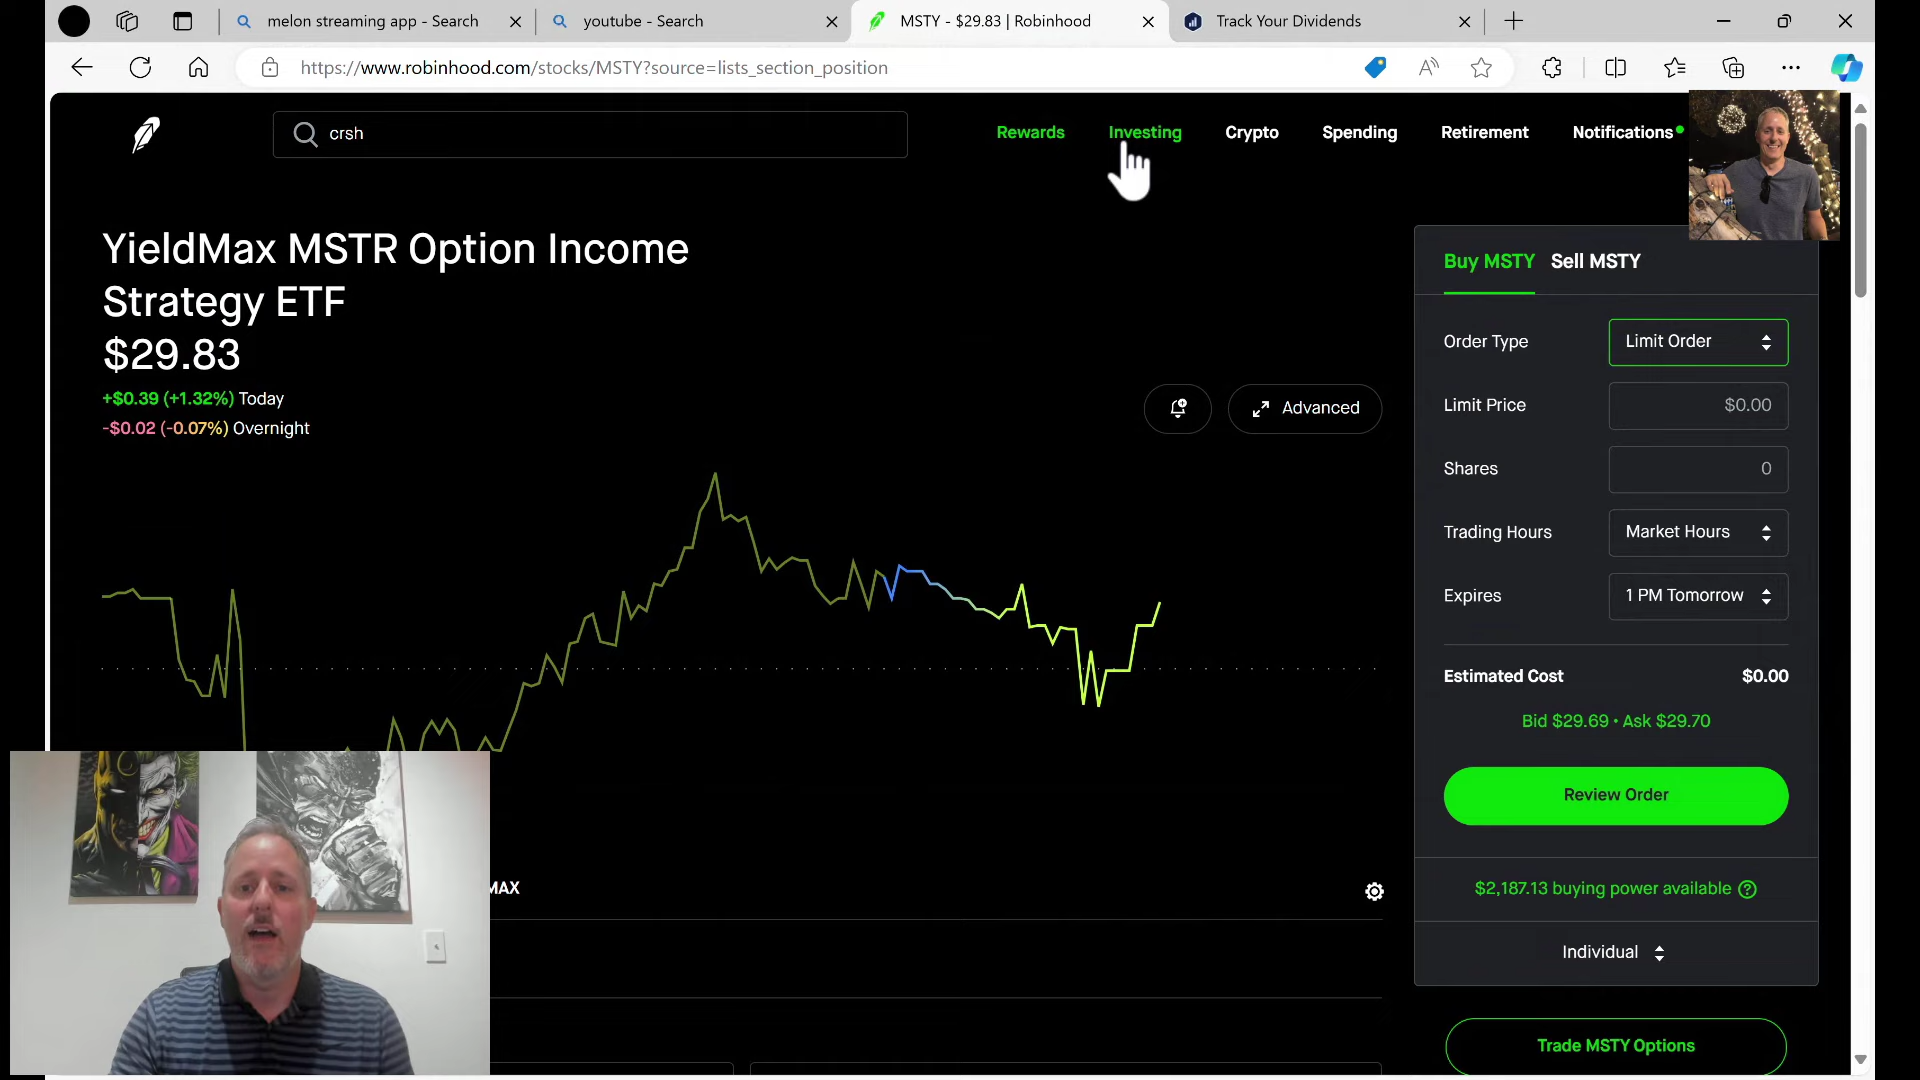 melon streaming app - Search
youtube - Search
MSTY - $29.83 | Robinhood
Track Your Dividends
https://www.robinhood.com/stocks/MSTY?source=lists_section_position
crsh
Rewards
Investing
Crypto
Spending
Retirement
Notifications
YieldMax MSTR Option Income
Strategy ETF
$29.83
+$0.39 (+1.32%) Today
-$0.02 (-0.07%) Overnight
Advanced
MAX
Buy MSTY
Sell MSTY
Order Type
Limit Order
Limit Price
$0.00
Shares
0
Trading Hours
Market Hours
Expires
1 PM Tomorrow
Estimated Cost
$0.00
Bid $29.69 • Ask $29.70
Review Order
$2,187.13 buying power available
Individual
Trade MSTY Options